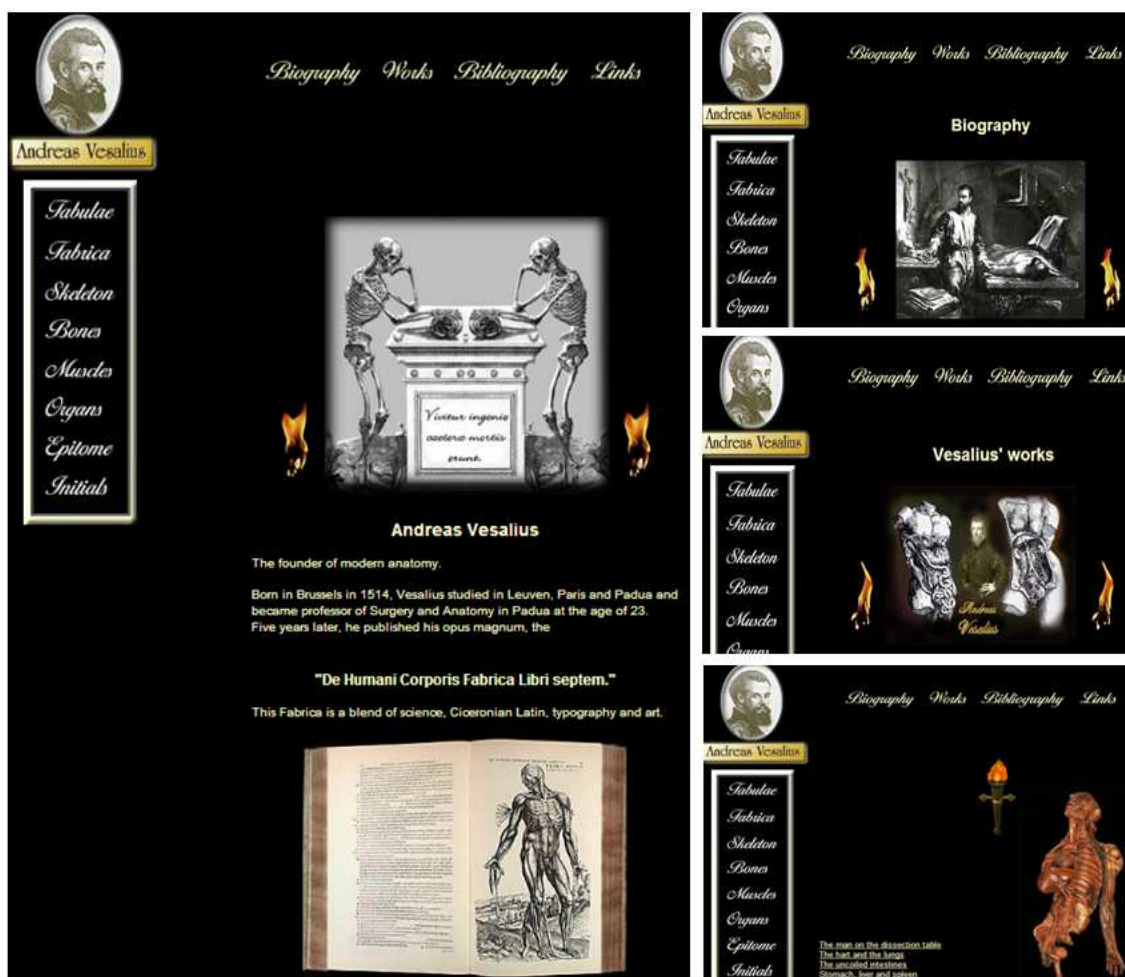 Biography Works Bibliography Links
Andreas Vesalius
Tabulae
Fabrica
Skeleton
Bones
Muscles
Organs
Epitome
Initials
Vivitur ingenio
caetera mortis
erunt.
Andreas Vesalius
The founder of modern anatomy.
Born in Brussels in 1514, Vesalius studied in Leuven, Paris and Padua and
became professor of Surgery and Anatomy in Padua at the age of 23.
Five years later, he published his opus magnum, the
"De Humani Corporis Fabrica Libri septem."
This Fabrica is a blend of science, Ciceronian Latin, typography and art.
Biography Works Bibliography Links
Andreas Vesalius
Biography
Tabulae
Fabrica
Skeleton
Bones
Muscles
Organs
Biography Works Bibliography Links
Andreas Vesalius
Vesalius' works
Tabulae
Fabrica
Skeleton
Bones
Muscles
Organs
Andreas
Vesalius
Biography Works Bibliography Links
Andreas Vesalius
Tabulae
Fabrica
Skeleton
Bones
Muscles
Organs
Epitome
Initials
The man on the dissection table
The hart and the lungs
The uncoiled intestines
Stomach, liver and spleen